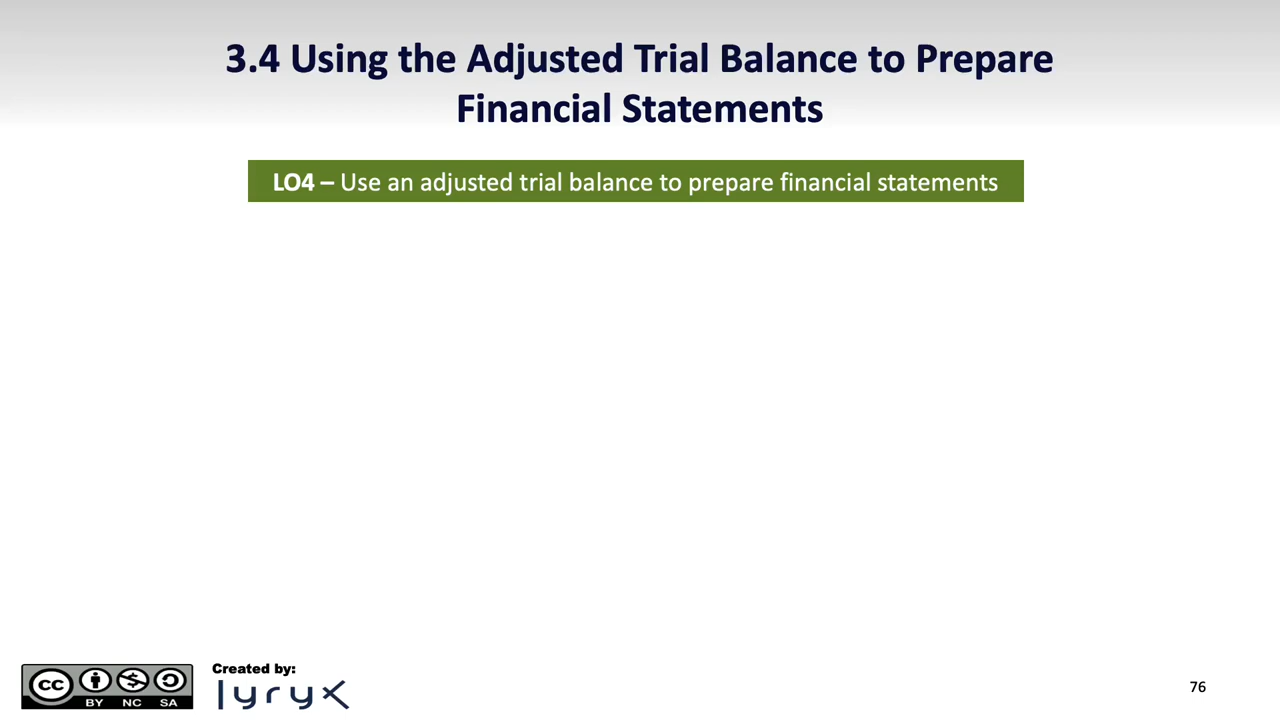 3.4 Using the Adjusted Trial Balance to Prepare
Financial Statements
LO4 – Use an adjusted trial balance to prepare financial statements
Created by:
lyryx
BY NC SA
76